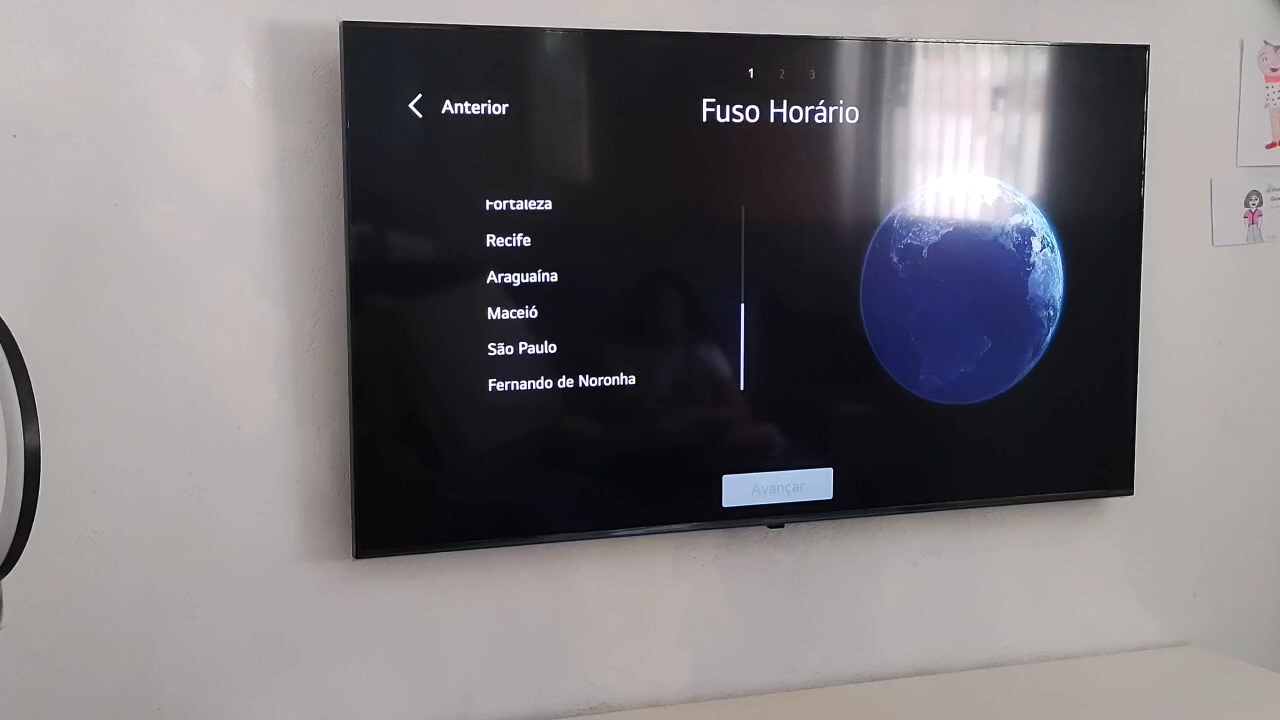 1 2 3
Anterior
Fuso Horário
Fortaleza
Recife
Araguaína
Maceió
São Paulo
Fernando de Noronha
Avançar